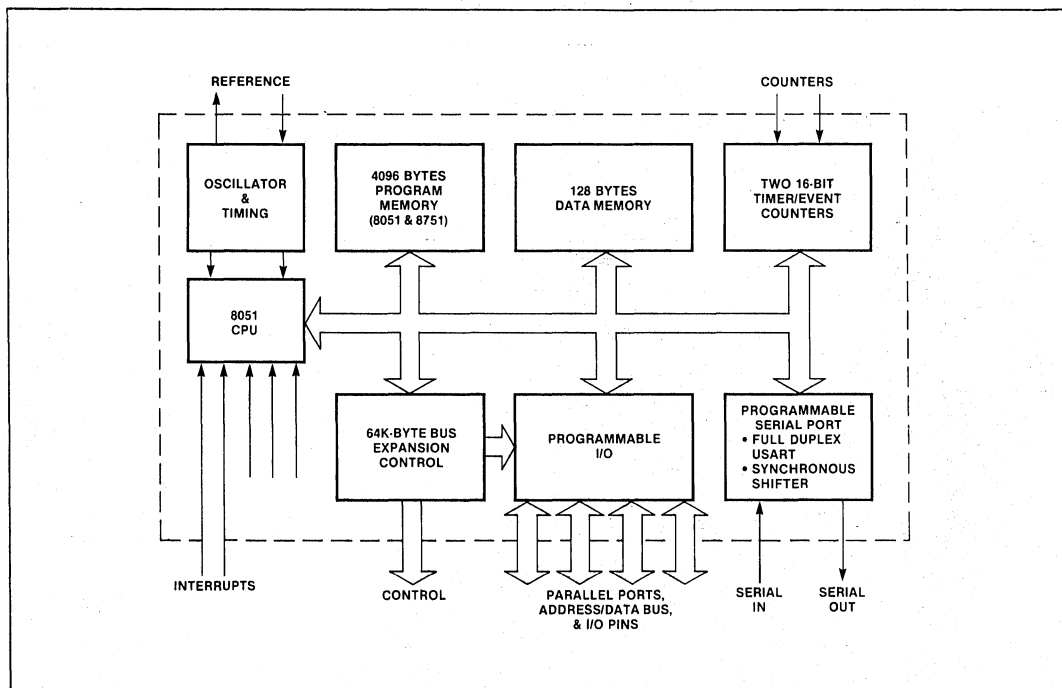 REFERENCE
COUNTERS
OSCILLATOR
&
TIMING
4096 BYTES
PROGRAM
MEMORY
(8051 & 8751)
128 BYTES
DATA MEMORY
TWO 16-BIT
TIMER/EVENT
COUNTERS
8051
CPU
64K-BYTE BUS
EXPANSION
CONTROL
PROGRAMMABLE
I/O
PROGRAMMABLE
SERIAL PORT
• FULL DUPLEX
USART
• SYNCHRONOUS
SHIFTER
INTERRUPTS
CONTROL
PARALLEL PORTS,
ADDRESS/DATA BUS,
& I/O PINS
SERIAL
IN
SERIAL
OUT